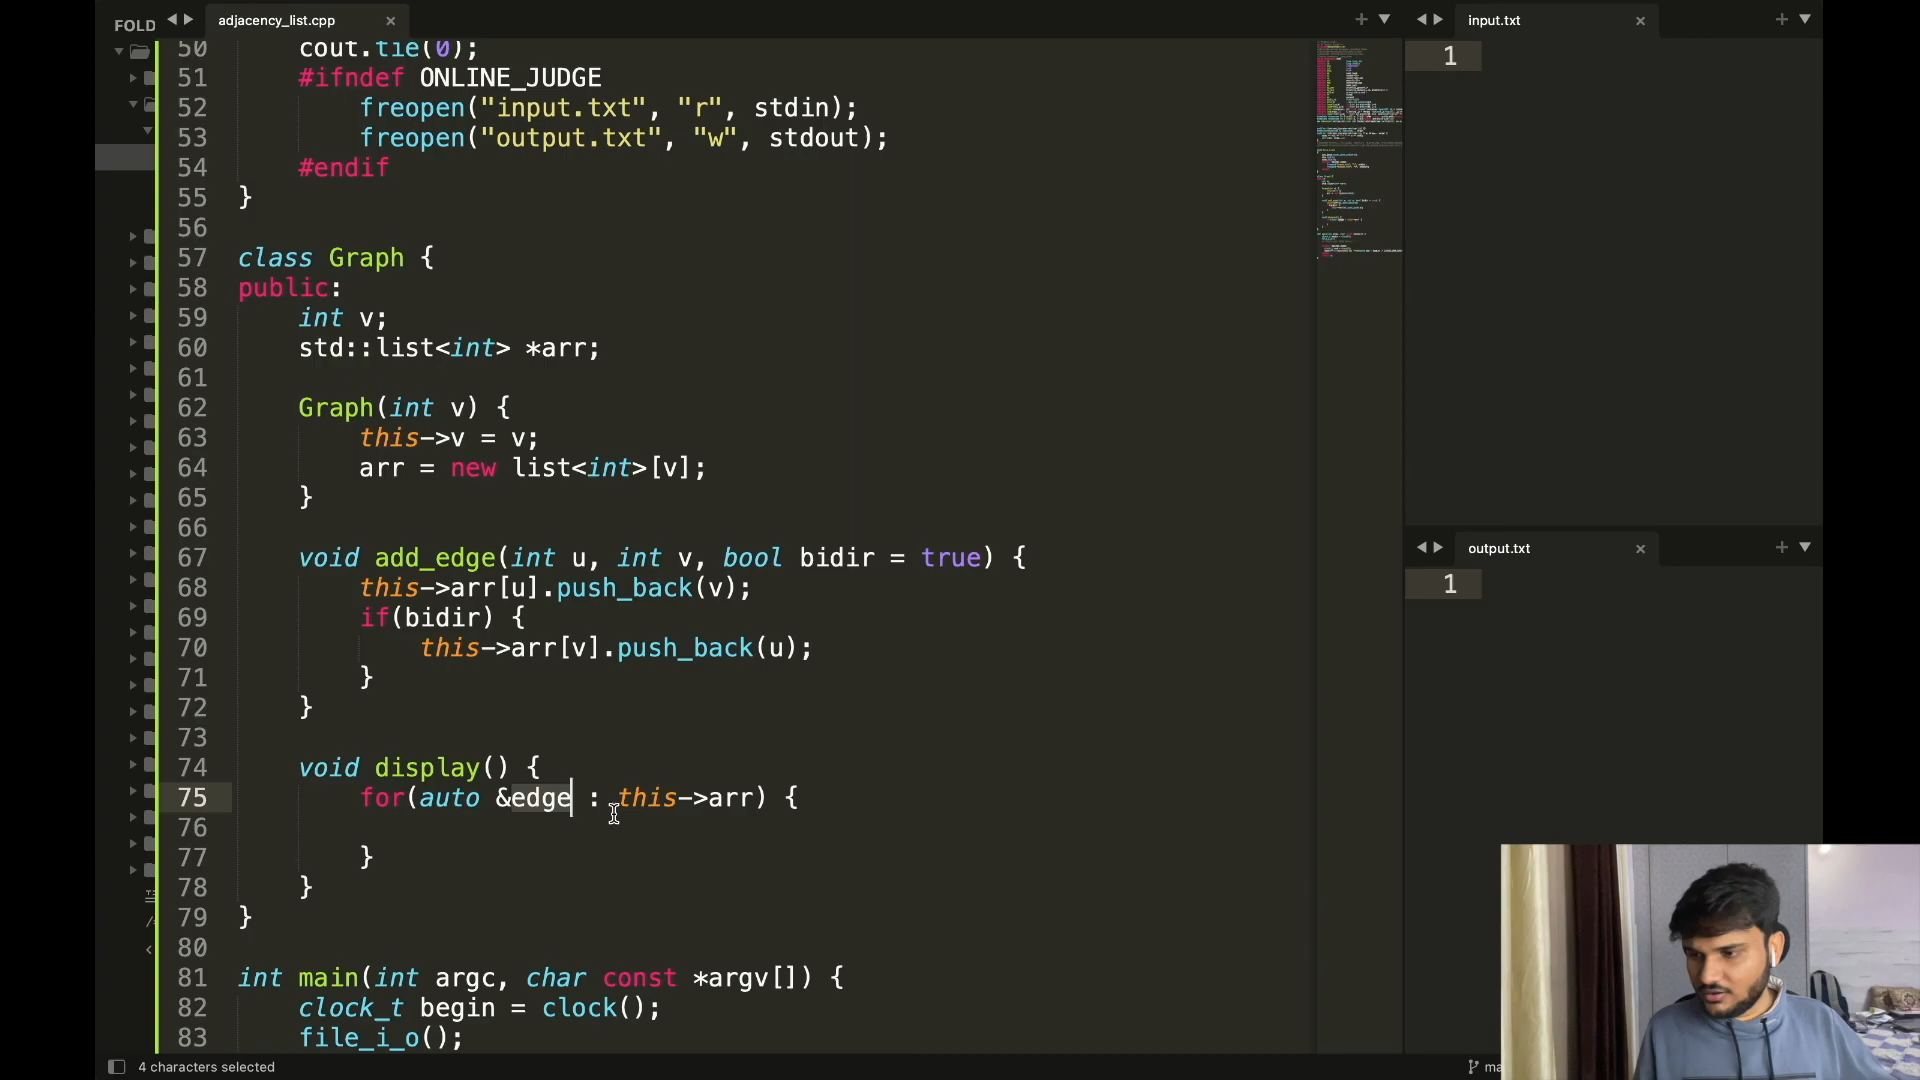 FOLD
adjacency_list.cpp
50 cout.tie(0);
51 #ifndef ONLINE_JUDGE
52 freopen("input.txt", "r", stdin);
53 freopen("output.txt", "w", stdout);
54 #endif
55 }
56
57 class Graph {
58 public:
59 int v;
60 std::list<int> *arr;
61
62 Graph(int v) {
63 this->v = v;
64 arr = new list<int>[v];
65 }
66
67 void add_edge(int u, int v, bool bidir = true) {
68 this->arr[u].push_back(v);
69 if(bidir) {
70 this->arr[v].push_back(u);
71 }
72 }
73
74 void display() {
75 for(auto &edge : this->arr) {
76
77 }
78 }
79 }
80
81 int main(int argc, char const *argv[]) {
82 clock_t begin = clock();
83 file_i_o();
4 characters selected
input.txt
1
output.txt
1